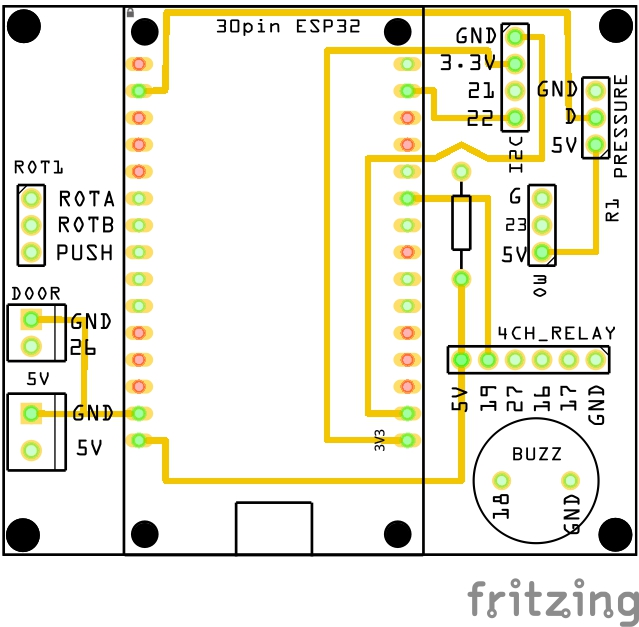 30pin ESP32
GND
3.3V
21
22
I2C
GND
D
5V
PRESSURE
ROT1
ROTA
ROTB
PUSH
G
23
5V
OW
R1
DOOR
GND
26
5V
GND
5V
3V3
4CH_RELAY
5V
19
27
16
17
GND
BUZZ
18
GND
fritzing